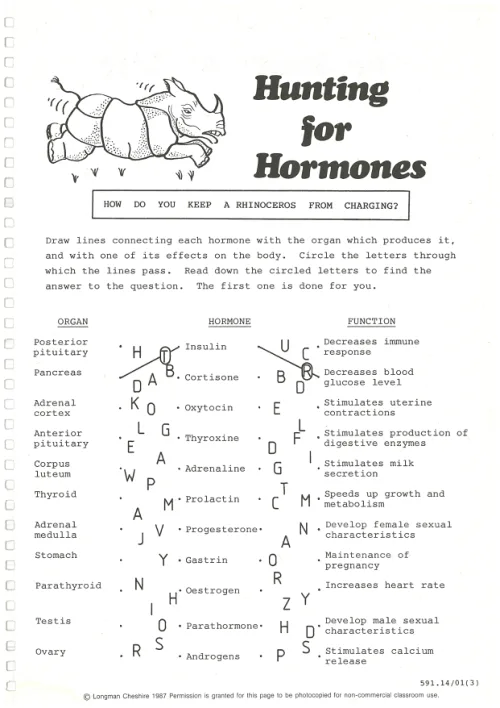 Hunting
for
Hormones
HOW DO YOU KEEP A RHINOCEROS FROM CHARGING?
Draw lines connecting each hormone with the organ which produces it,
and with one of its effects on the body. Circle the letters through
which the lines pass. Read down the circled letters to find the
answer to the question. The first one is done for you.
ORGAN HORMONE FUNCTION
Posterior pituitary H T Insulin U C Decreases immune response
Pancreas D A B Cortisone B R D Decreases blood glucose level
Adrenal cortex K O Oxytocin E Stimulates uterine contractions
Anterior pituitary L G E Thyroxine L F D Stimulates production of digestive enzymes
Corpus luteum A W P Adrenaline I G Stimulates milk secretion
Thyroid M A Prolactin T C M Speeds up growth and metabolism
Adrenal medulla V J Progesterone N A Develop female sexual characteristics
Stomach Y Gastrin O Maintenance of pregnancy
Parathyroid N H I Oestrogen R Z Y Increases heart rate
Testis O Parathormone H D Develop male sexual characteristics
Ovary R S Androgens P S Stimulates calcium release
591.14/01(3)
© Longman Cheshire 1987 Permission is granted for this page to be photocopied for non-commercial classroom use.